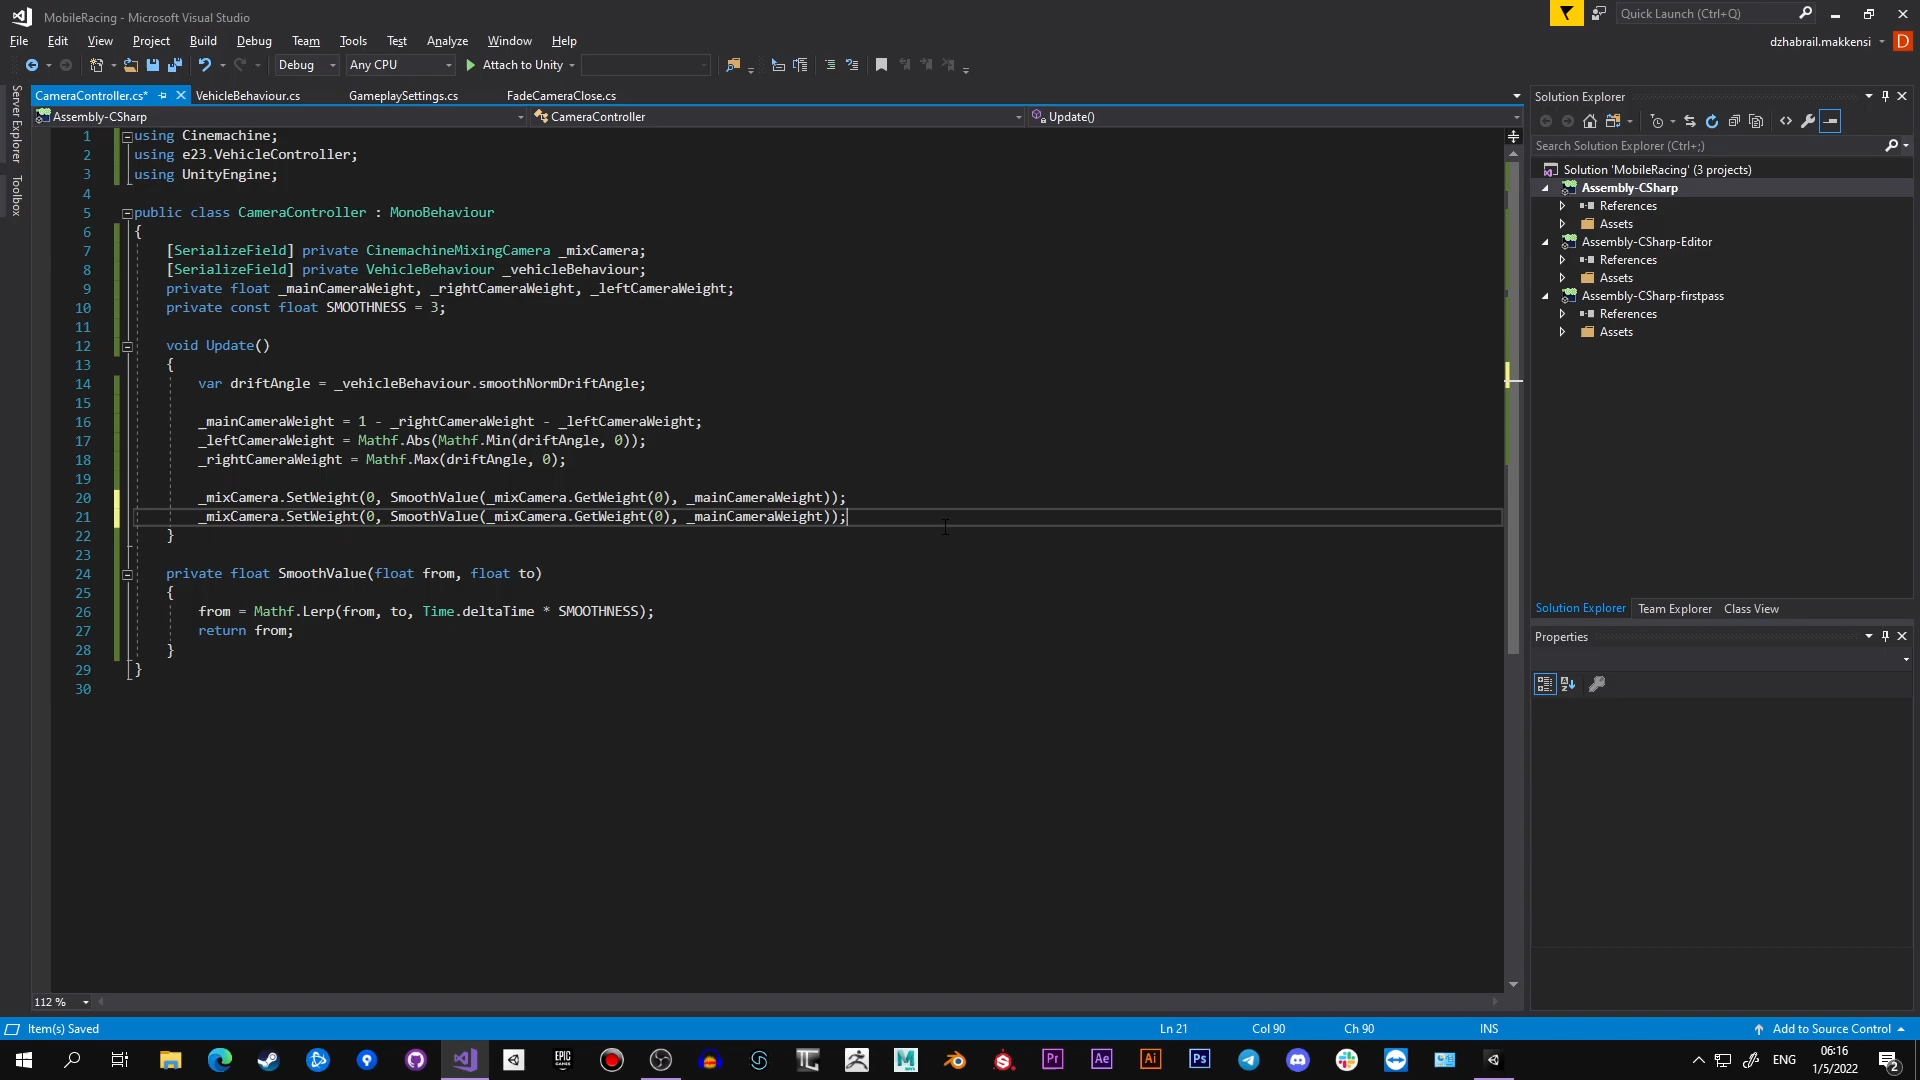 MobileRacing - Microsoft Visual Studio
Quick Launch (Ctrl+Q)
File Edit View Project Build Debug Team Tools Test Analyze Window Help
dzhabrail.makkensi D
Debug Any CPU Attach to Unity
Server Explorer
Toolbox
CameraController.cs* VehicleBehaviour.cs GameplaySettings.cs FadeCameraClose.cs
Assembly-CSharp CameraController Update()
1 using Cinemachine;
2 using e23.VehicleController;
3 using UnityEngine;
4
5 public class CameraController : MonoBehaviour
6 {
7 [SerializeField] private CinemachineMixingCamera _mixCamera;
8 [SerializeField] private VehicleBehaviour _vehicleBehaviour;
9 private float _mainCameraWeight, _rightCameraWeight, _leftCameraWeight;
10 private const float SMOOTHNESS = 3;
11
12 void Update()
13 {
14 var driftAngle = _vehicleBehaviour.smoothNormDriftAngle;
15
16 _mainCameraWeight = 1 - _rightCameraWeight - _leftCameraWeight;
17 _leftCameraWeight = Mathf.Abs(Mathf.Min(driftAngle, 0));
18 _rightCameraWeight = Mathf.Max(driftAngle, 0);
19
20 _mixCamera.SetWeight(0, SmoothValue(_mixCamera.GetWeight(0), _mainCameraWeight));
21 _mixCamera.SetWeight(0, SmoothValue(_mixCamera.GetWeight(0), _mainCameraWeight));
22 }
23
24 private float SmoothValue(float from, float to)
25 {
26 from = Mathf.Lerp(from, to, Time.deltaTime * SMOOTHNESS);
27 return from;
28 }
29 }
30
112 %
Solution Explorer
Search Solution Explorer (Ctrl+;)
Solution 'MobileRacing' (3 projects)
Assembly-CSharp
References
Assets
Assembly-CSharp-Editor
References
Assets
Assembly-CSharp-firstpass
References
Assets
Solution Explorer Team Explorer Class View
Properties
Item(s) Saved Ln 21 Col 90 Ch 90 INS Add to Source Control
EPIC GAMES Pr Ae Ai Ps ENG
06:16
1/5/2022
2